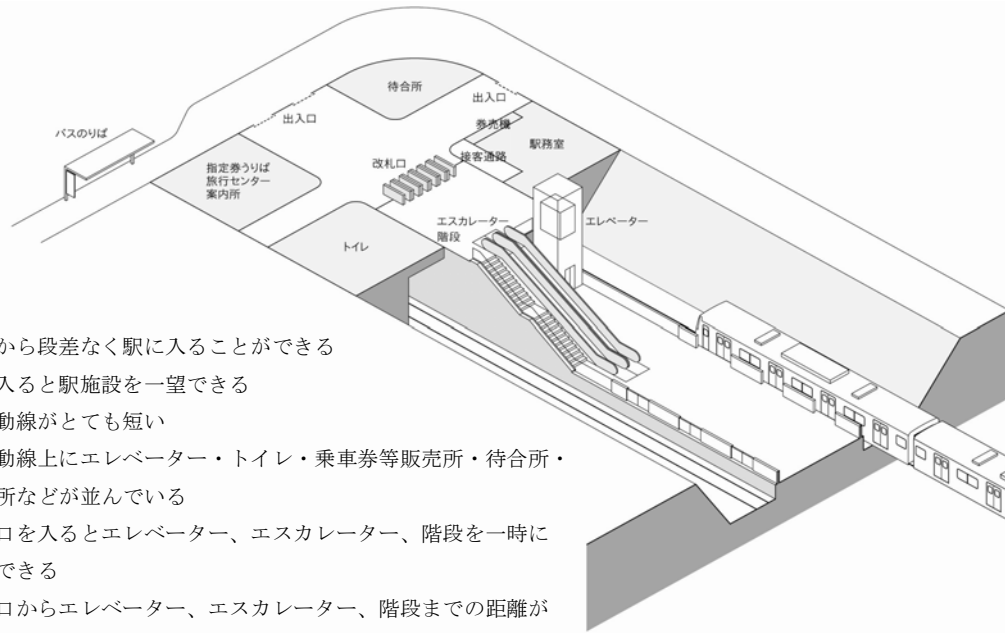 待合所
出入口
出入口
券売機
バスのりば
駅務室
接客通路
改札口
指定券うりば
旅行センター
案内所
エスカレーター
階段
エレベーター
トイレ
から段差なく駅に入ることができる
入ると駅施設を一望できる
動線がとても短い
動線上にエレベーター・トイレ・乗車券等販売所・待合所・
所などが並んでいる
口を入るとエレベーター、エスカレーター、階段を一時に
できる
口からエレベーター、エスカレーター、階段までの距離が